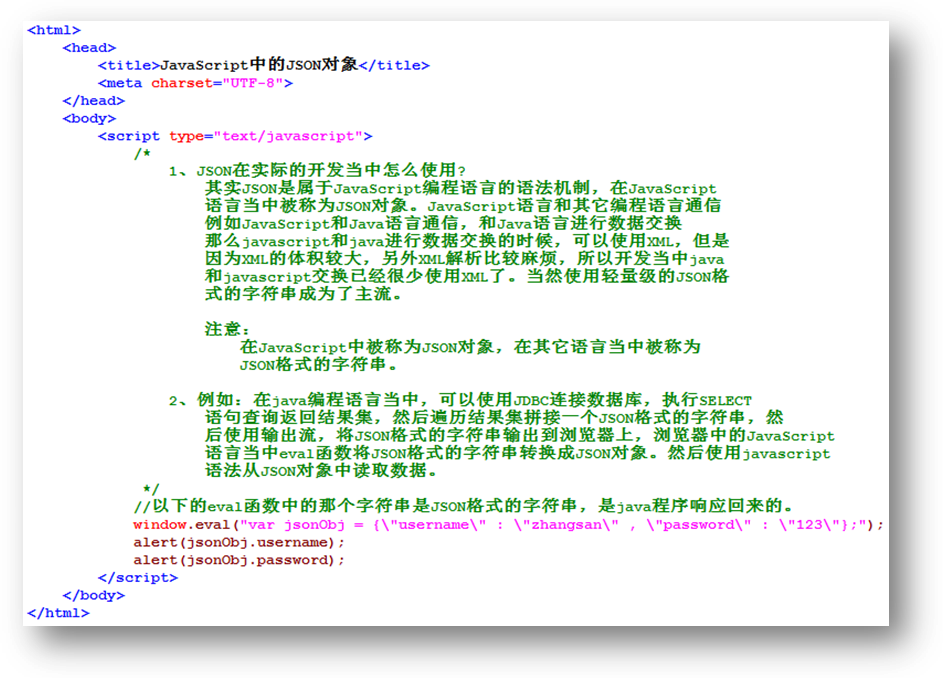 <html>
<head>
<title>JavaScript中的JSON对象</title>
<meta charset="UTF-8">
</head>
<body>
<script type="text/javascript">
/*
1、JSON在实际的开发当中怎么使用?
其实JSON是属于JavaScript编程语言的语法机制，在JavaScript
语言当中被称为JSON对象。JavaScript语言和其它编程语言通信
例如JavaScript和Java语言通信，和Java语言进行数据交换
那么javascript和java进行数据交换的时候，可以使用XML，但是
因为XML的体积较大，另外XML解析比较麻烦，所以开发当中java
和javascript交换已经很少使用XML了。当然使用轻量级的JSON格
式的字符串成为了主流。
注意：
在JavaScript中被称为JSON对象，在其它语言当中被称为
JSON格式的字符串。
2、例如：在java编程语言当中，可以使用JDBC连接数据库，执行SELECT
语句查询返回结果集，然后遍历结果集拼接一个JSON格式的字符串，然
后使用输出流，将JSON格式的字符串输出到浏览器上，浏览器中的JavaScript
语言当中eval函数将JSON格式的字符串转换成JSON对象。然后使用javascript
语法从JSON对象中读取数据。
*/
//以下的eval函数中的那个字符串是JSON格式的字符串，是java程序响应回来的。
window.eval("var jsonObj = {\"username\" : \"zhangsan\" , \"password\" : \"123\"};");
alert(jsonObj.username);
alert(jsonObj.password);
</script>
</body>
</html>